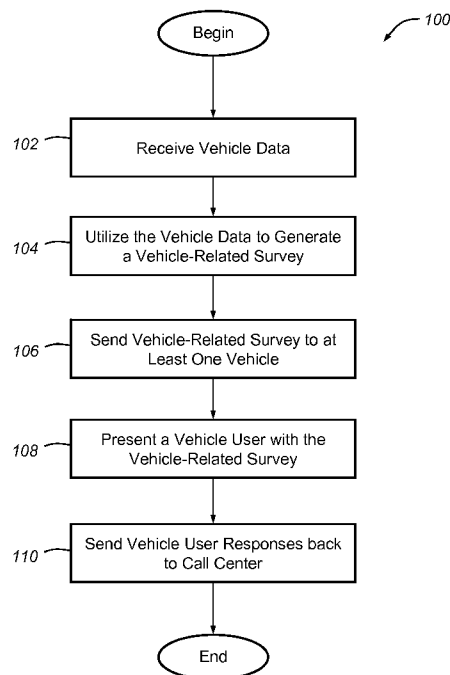 Begin
100
102
Receive Vehicle Data
104
Utilize the Vehicle Data to Generate
a Vehicle-Related Survey
106
Send Vehicle-Related Survey to at
Least One Vehicle
108
Present a Vehicle User with the
Vehicle-Related Survey
110
Send Vehicle User Responses back
to Call Center
End